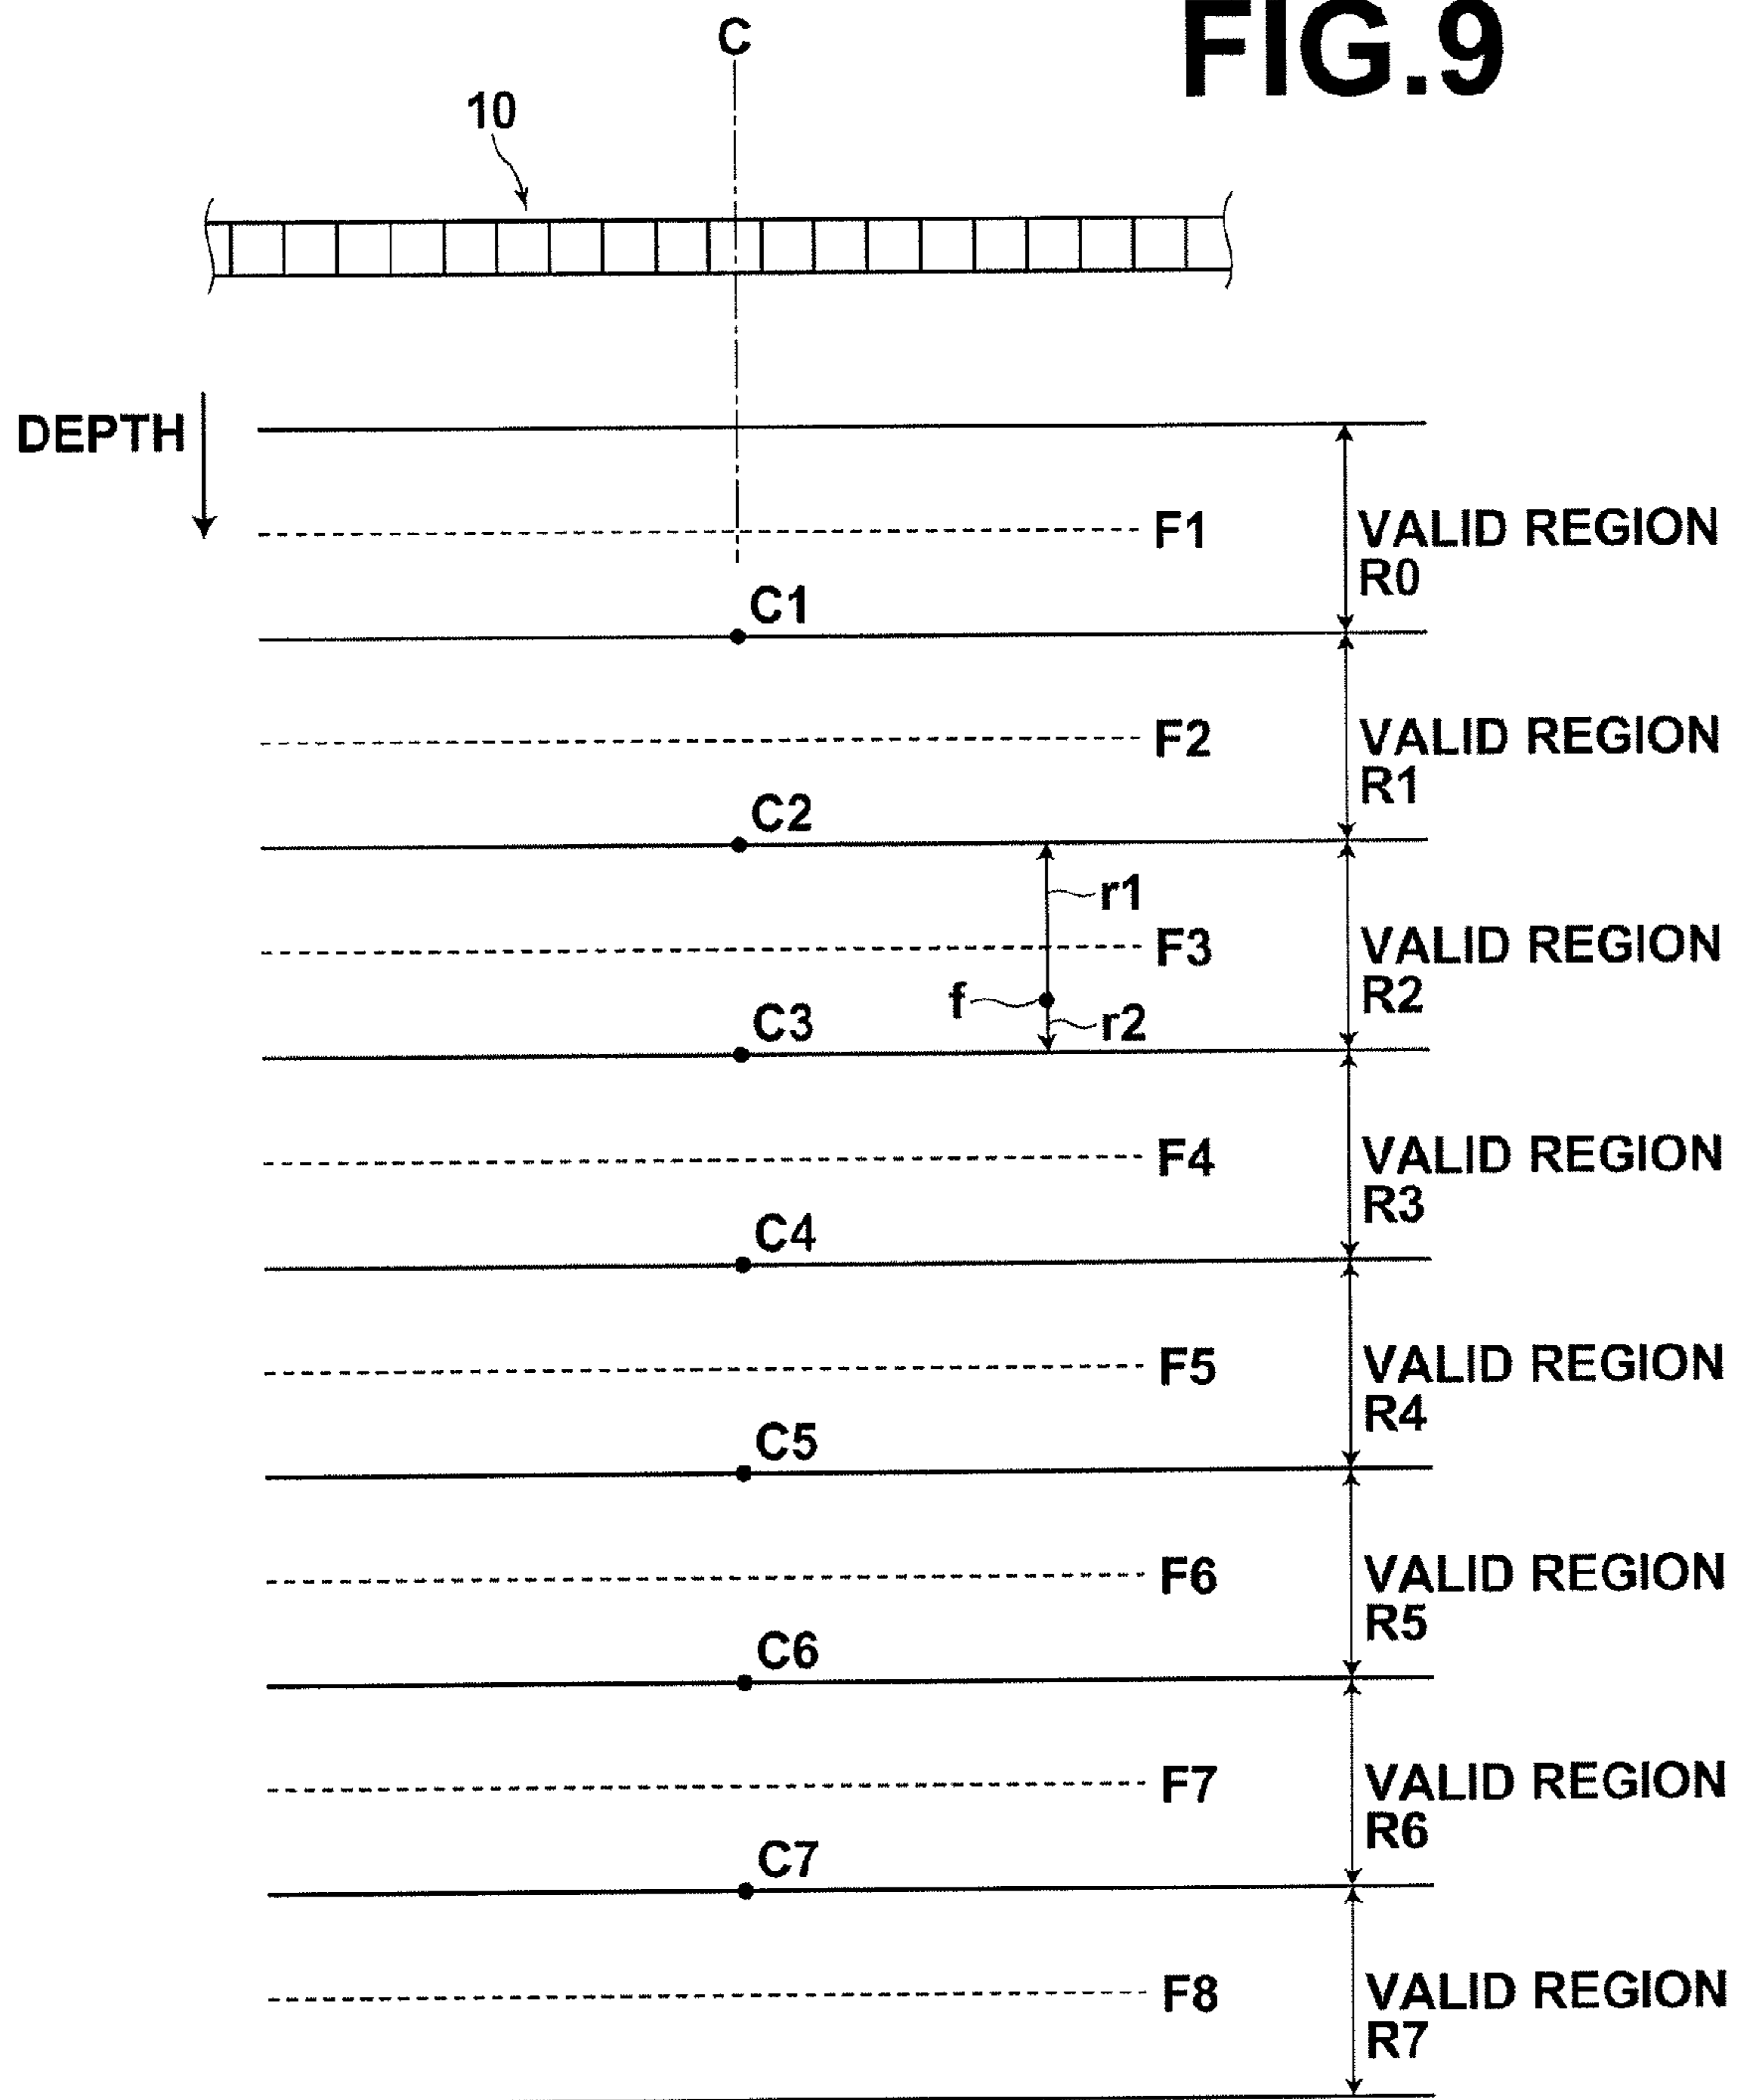 FIG.9
C
10
DEPTH
F1
VALID REGION
R0
C1
F2
VALID REGION
R1
C2
r1
F3
VALID REGION
R2
f
r2
C3
F4
VALID REGION
R3
C4
F5
VALID REGION
R4
C5
F6
VALID REGION
R5
C6
F7
VALID REGION
R6
C7
F8
VALID REGION
R7